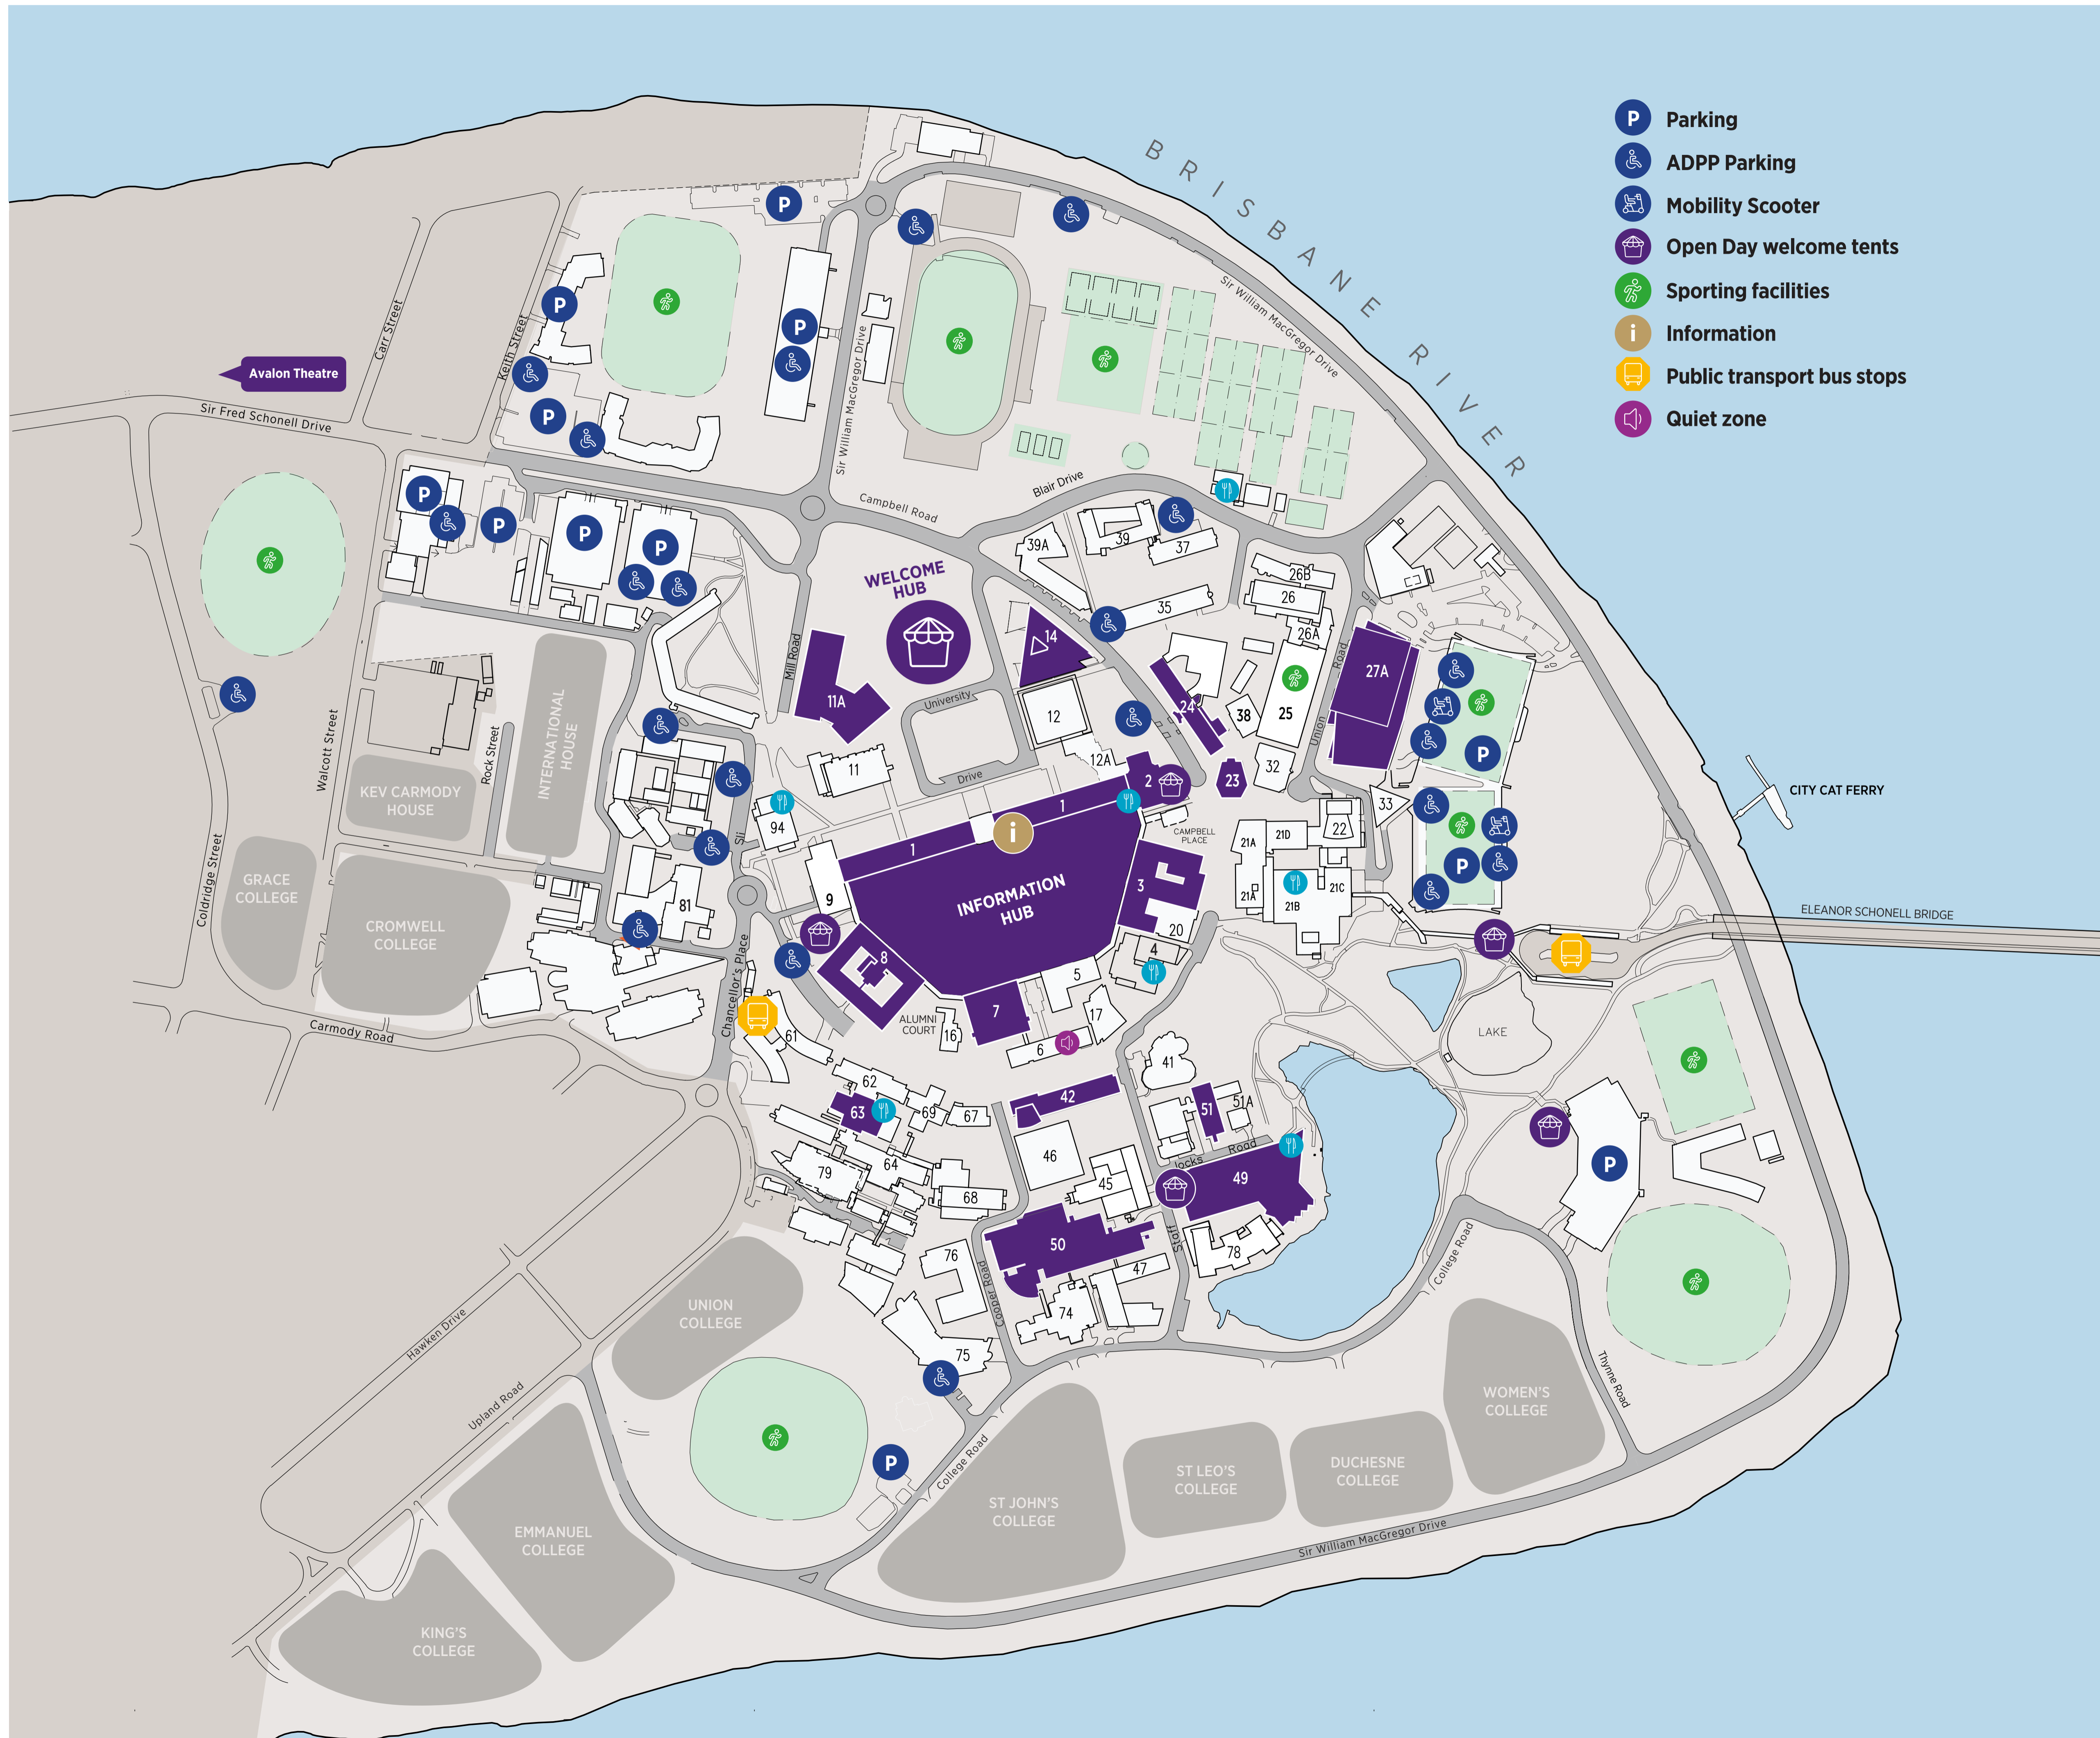 P Parking
ADPP Parking
Mobility Scooter
Open Day welcome tents
Sporting facilities
i Information
Public transport bus stops
Quiet zone
BRISBANE RIVER
Sir William MacGregor Drive
Sir William MacGregor Drive
Carr Street
Keith Street
Avalon Theatre
Sir Fred Schonell Drive
P
P
P
P
P
P
P
P
Campbell Road
Blair Drive
WELCOME
HUB
39A
39
37
35
26B
26
26A
14
27A
Mill Road
11A
University
12
24
38
25
Union
Road
32
12A
11
Drive
2
23
1
33
CITY CAT FERRY
P
P
Walcott Street
Rock Street
INTERNATIONAL
HOUSE
KEV CARMODY
HOUSE
GRACE
COLLEGE
Coldridge Street
CROMWELL
COLLEGE
Carmody Road
94
Sli
i
1
CAMPBELL
PLACE
21A
21D
22
INFORMATION
HUB
3
21A
21B
21C
9
81
20
4
ELEANOR SCHONELL BRIDGE
Chancellor's Place
8
5
7
ALUMNI
COURT
16
17
6
61
LAKE
41
62
63
69
67
42
51
51A
46
79
64
68
45
Road
Jocks
49
P
50
Staff
78
76
47
Cooper Road
74
75
College Road
UNION
COLLEGE
Hawken Drive
Upland Road
Thynne Road
WOMEN'S
COLLEGE
P
College Road
DUCHESNE
COLLEGE
ST LEO'S
COLLEGE
ST JOHN'S
COLLEGE
EMMANUEL
COLLEGE
Sir William MacGregor Drive
KING'S
COLLEGE